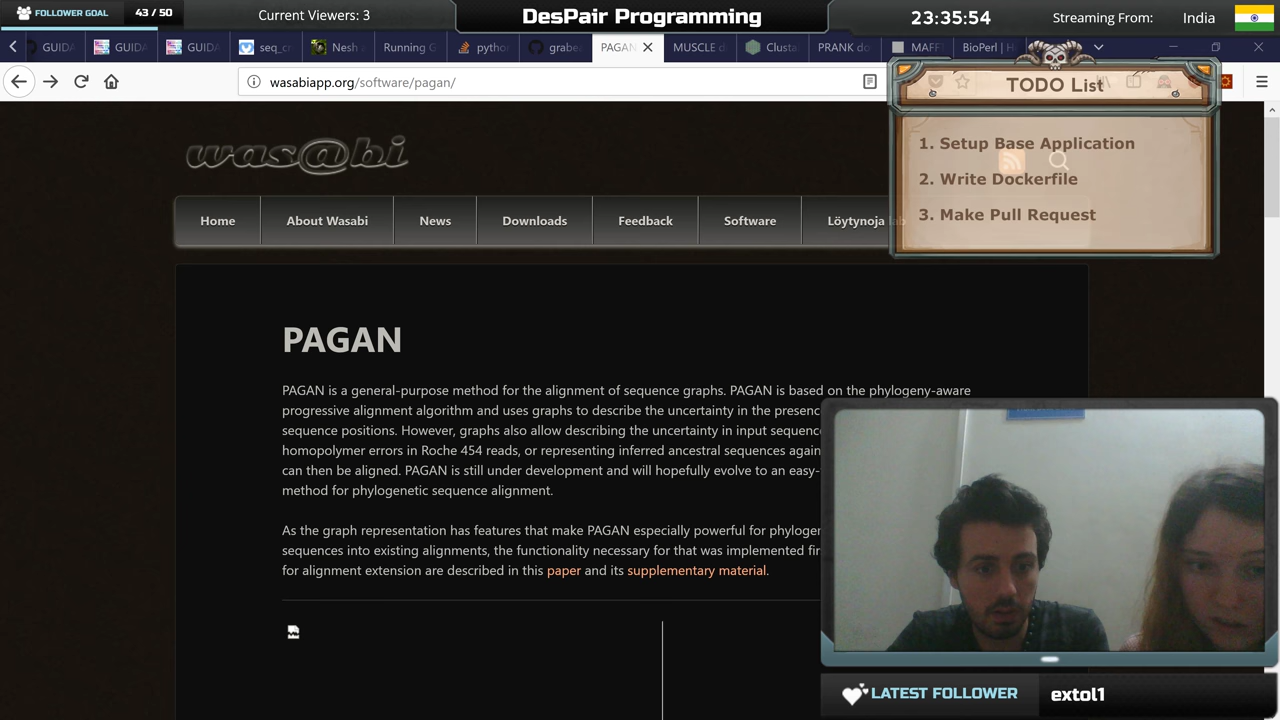 FOLLOWER GOAL 43 / 50
Current Viewers: 3
DesPair Programming
23:35:54
Streaming From: India
GUIDA
GUIDA
GUIDA
seq_cr
Nesh a
Running G
pytho
grabe
PAGAN
MUSCLE d
Clusta
PRANK do
MAFF
BioPerl | H
wasabiapp.org/software/pagan/
TODO List
1. Setup Base Application
2. Write Dockerfile
3. Make Pull Request
was@bi
Home
About Wasabi
News
Downloads
Feedback
Software
Löytynoja lab
PAGAN
PAGAN is a general-purpose method for the alignment of sequence graphs. PAGAN is based on the phylogeny-aware
progressive alignment algorithm and uses graphs to describe the uncertainty in the presenc
sequence positions. However, graphs also allow describing the uncertainty in input sequenc
homopolymer errors in Roche 454 reads, or representing inferred ancestral sequences again
can then be aligned. PAGAN is still under development and will hopefully evolve to an easy-
method for phylogenetic sequence alignment.
As the graph representation has features that make PAGAN especially powerful for phylogen
sequences into existing alignments, the functionality necessary for that was implemented fir
for alignment extension are described in this paper and its supplementary material.
LATEST FOLLOWER
extol1